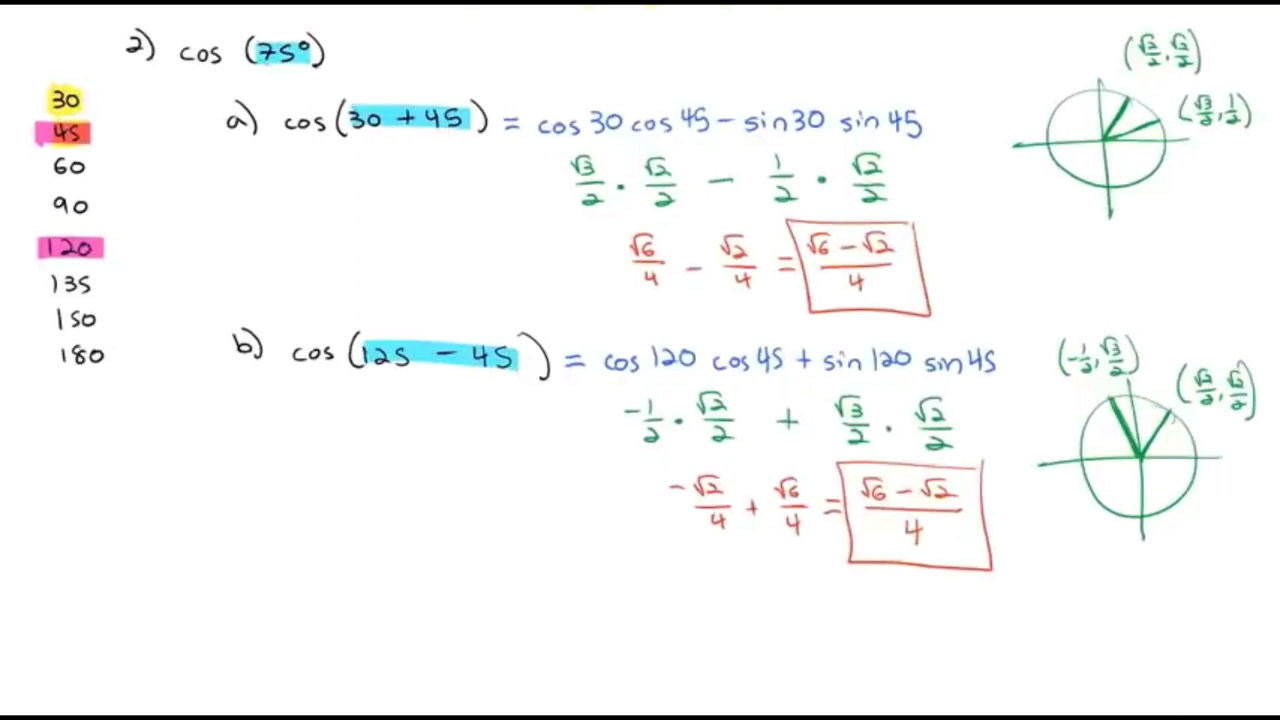 2) cos (75°)
30
45
60
90
120
135
150
180
a) cos(30 + 45) = cos 30 cos 45 - sin 30 sin 45
√3/2 · √2/2 - 1/2 · √2/2
√6/4 - √2/4 = (√6 - √2)/4
(√2/2, √2/2)
(√3/2, 1/2)
b) cos(125 - 45) = cos 120 cos 45 + sin 120 sin 45
-1/2 · √2/2 + √3/2 · √2/2
-√2/4 + √6/4 = (√6 - √2)/4
(-1/2, √3/2)
(√2/2, √2/2)